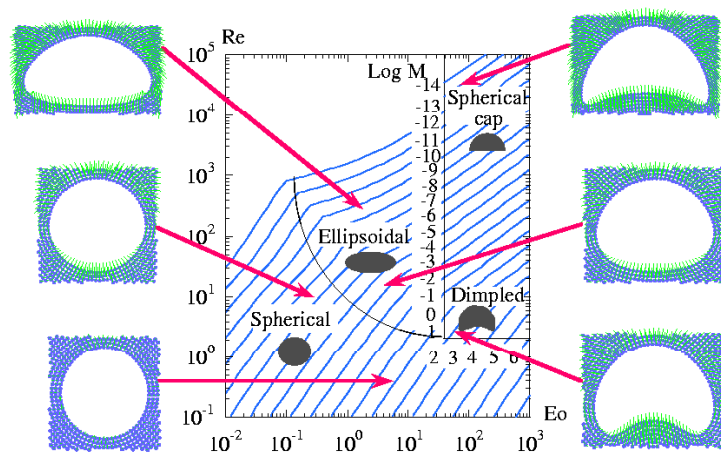 Re
10^5
Log M
-14
10^4
-13
Spherical
cap
-12
-11
-10
10^3
-9
-8
-7
-6
10^2
-5
Ellipsoidal
-4
-3
-2
10^1
-1
Dimpled
0
Spherical
1
10^0
2 3 4 5 6
10^-1
Eo
10^-2 10^-1 10^0 10^1 10^2 10^3